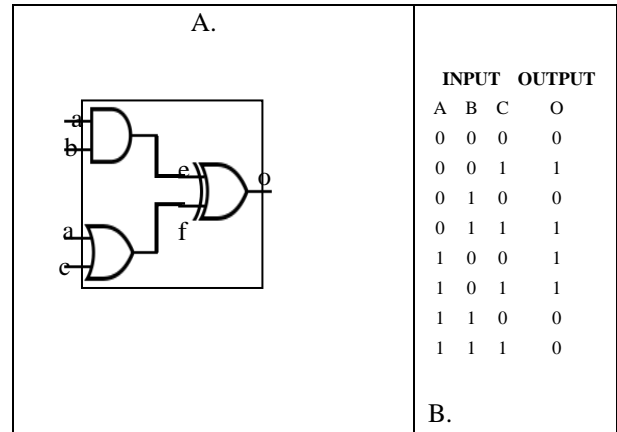 A.
a
b
e
o
a
f
c
INPUT OUTPUT
A B C O
0 0 0 0
0 0 1 1
0 1 0 0
0 1 1 1
1 0 0 1
1 0 1 1
1 1 0 0
1 1 1 0
B.